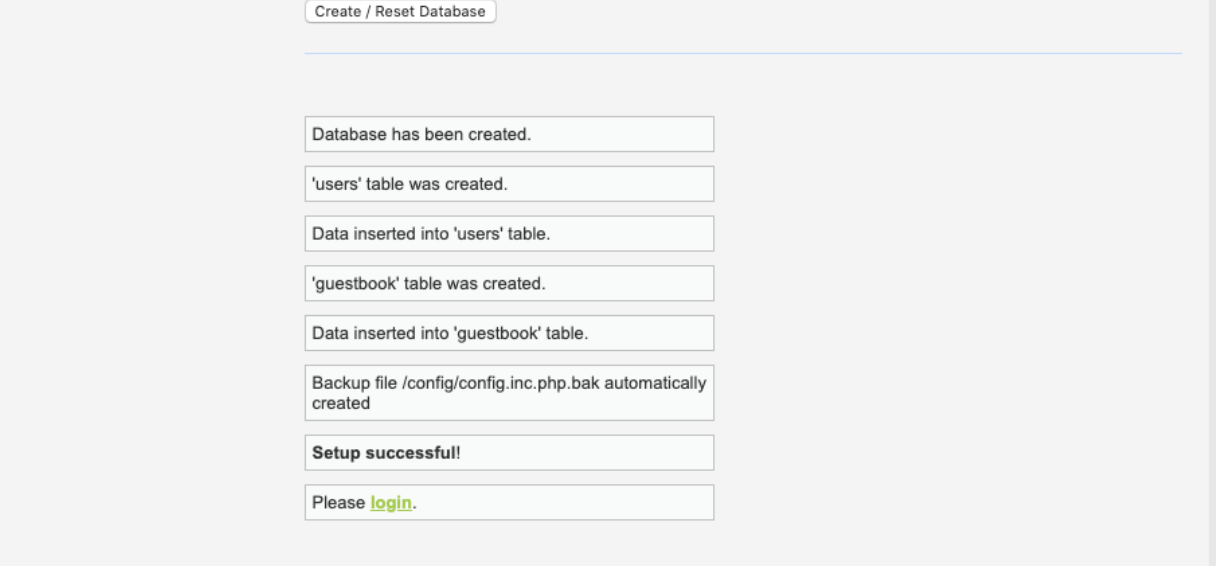 Create / Reset Database
Database has been created.
'users' table was created.
Data inserted into 'users' table.
'guestbook' table was created.
Data inserted into 'guestbook' table.
Backup file /config/config.inc.php.bak automatically
created
Setup successful!
Please login.